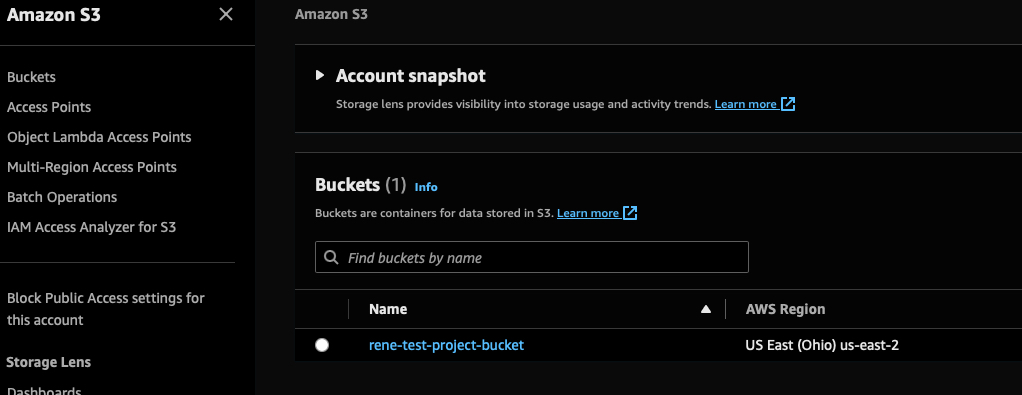 Amazon S3
Buckets
Access Points
Object Lambda Access Points
Multi-Region Access Points
Batch Operations
IAM Access Analyzer for S3
Block Public Access settings for
this account
Storage Lens
Dashboards
Amazon S3
Account snapshot
Storage lens provides visibility into storage usage and activity trends. Learn more
Buckets (1) Info
Buckets are containers for data stored in S3. Learn more
Find buckets by name
Name AWS Region
rene-test-project-bucket US East (Ohio) us-east-2